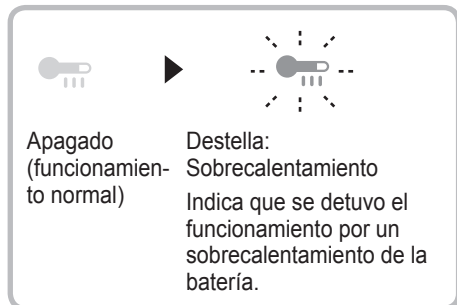 Apagado
(funcionamien-
to normal)
Destella:
Sobrecalentamiento
Indica que se detuvo el
funcionamiento por un
sobrecalentamiento de la
batería.